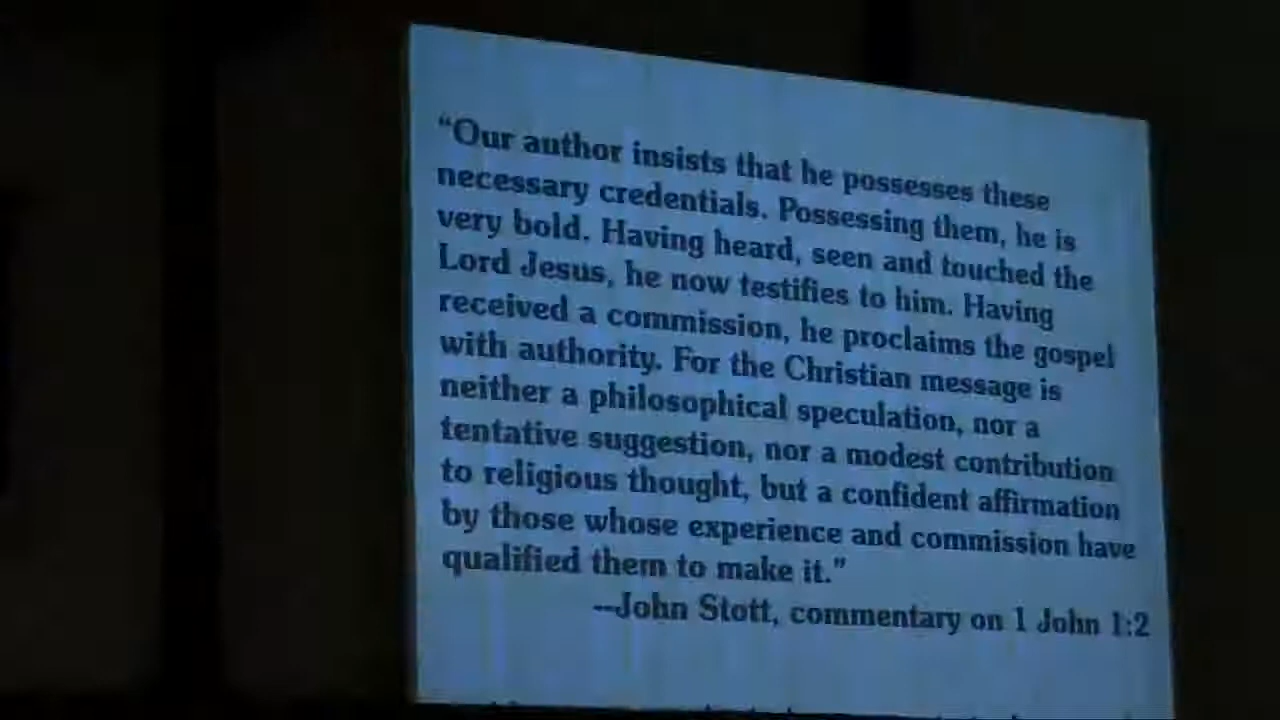 “Our author insists that he possesses these
necessary credentials. Possessing them, he is
very bold. Having heard, seen and touched the
Lord Jesus, he now testifies to him. Having
received a commission, he proclaims the gospel
with authority. For the Christian message is
neither a philosophical speculation, nor a
tentative suggestion, nor a modest contribution
to religious thought, but a confident affirmation
by those whose experience and commission have
qualified them to make it.”
--John Stott, commentary on 1 John 1:2